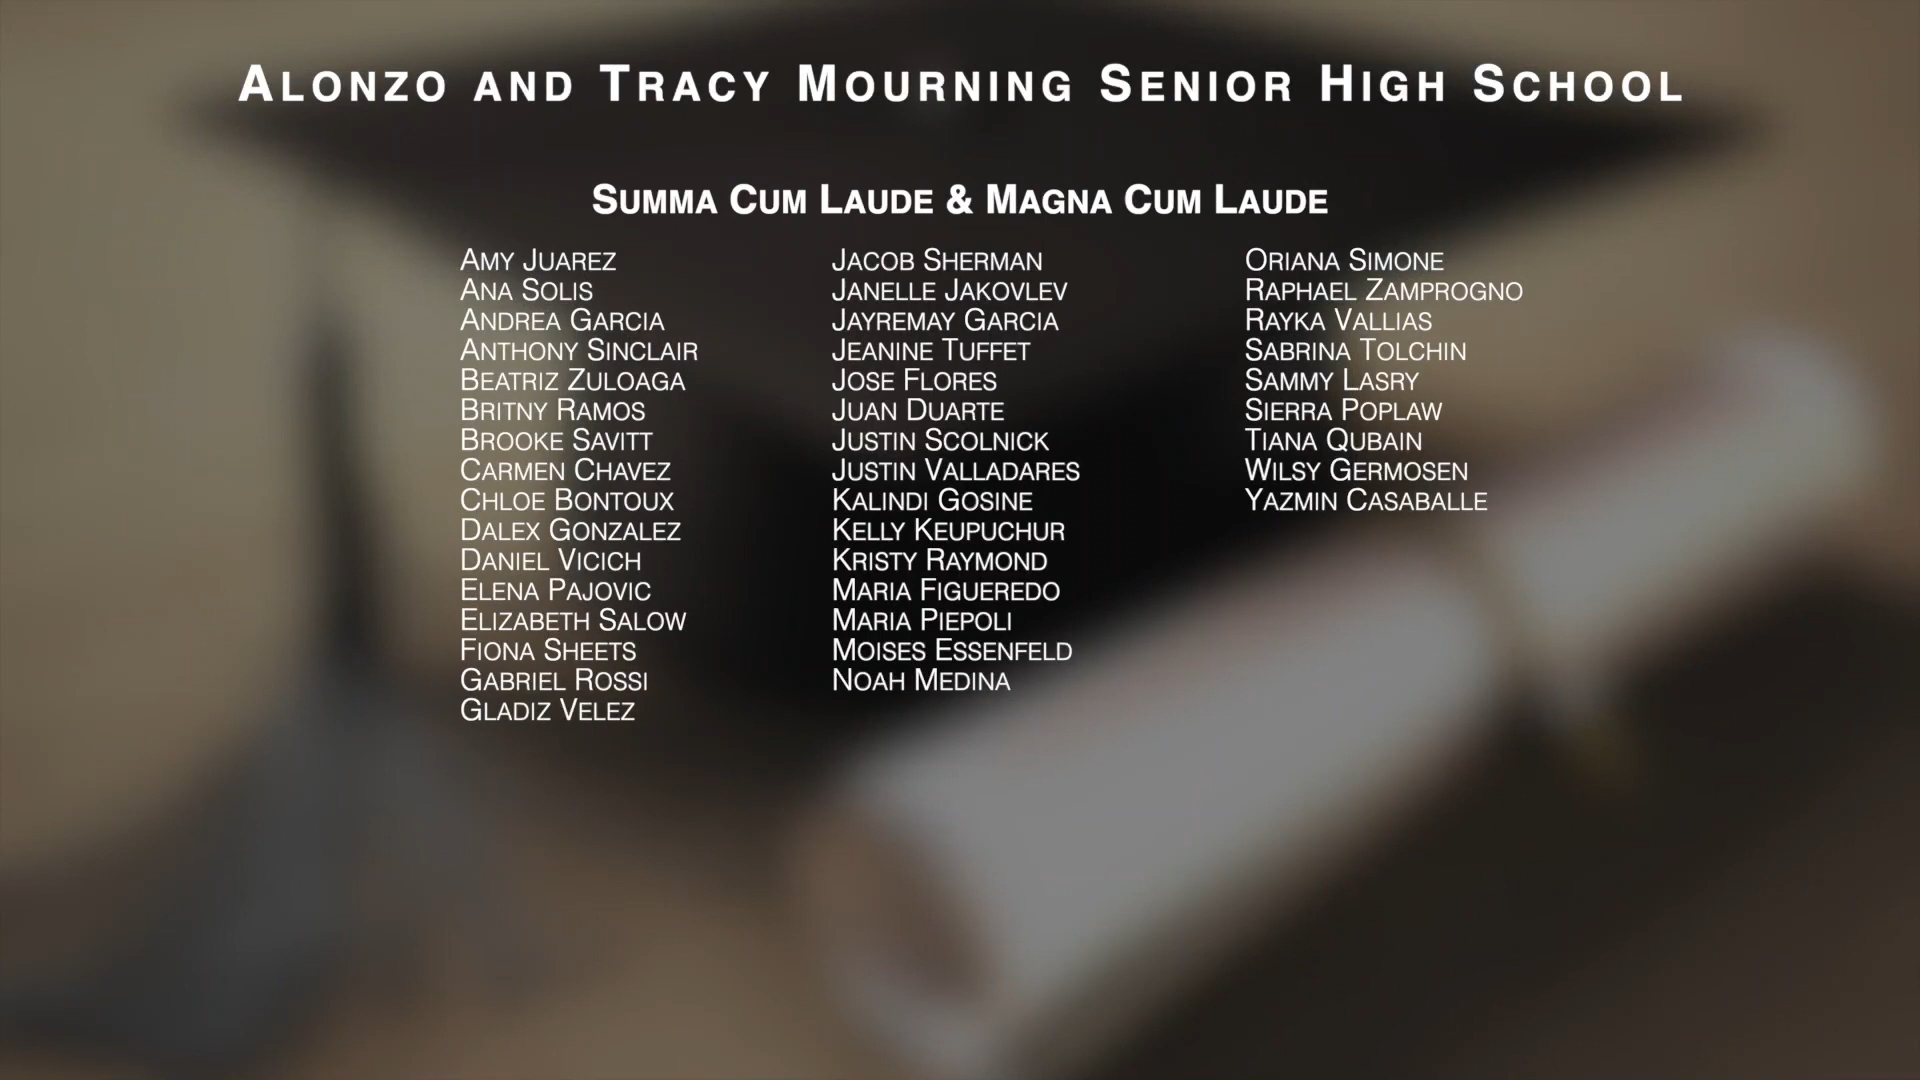 ALONZO AND TRACY MOURNING SENIOR HIGH SCHOOL
SUMMA CUM LAUDE & MAGNA CUM LAUDE
AMY JUAREZ
ANA SOLIS
ANDREA GARCIA
ANTHONY SINCLAIR
BEATRIZ ZULOAGA
BRITNY RAMOS
BROOKE SAVITT
CARMEN CHAVEZ
CHLOE BONTOUX
DALEX GONZALEZ
DANIEL VICICH
ELENA PAJOVIC
ELIZABETH SALOW
FIONA SHEETS
GABRIEL ROSSI
GLADIZ VELEZ
JACOB SHERMAN
JANELLE JAKOVLEV
JAYREMAY GARCIA
JEANINE TUFFET
JOSE FLORES
JUAN DUARTE
JUSTIN SCOLNICK
JUSTIN VALLADARES
KALINDI GOSINE
KELLY KEUPUCHUR
KRISTY RAYMOND
MARIA FIGUEREDO
MARIA PIEPOLI
MOISES ESSENFELD
NOAH MEDINA
ORIANA SIMONE
RAPHAEL ZAMPROGNO
RAYKA VALLIAS
SABRINA TOLCHIN
SAMMY LASRY
SIERRA POPLAW
TIANA QUBAIN
WILSY GERMOSEN
YAZMIN CASABALLE